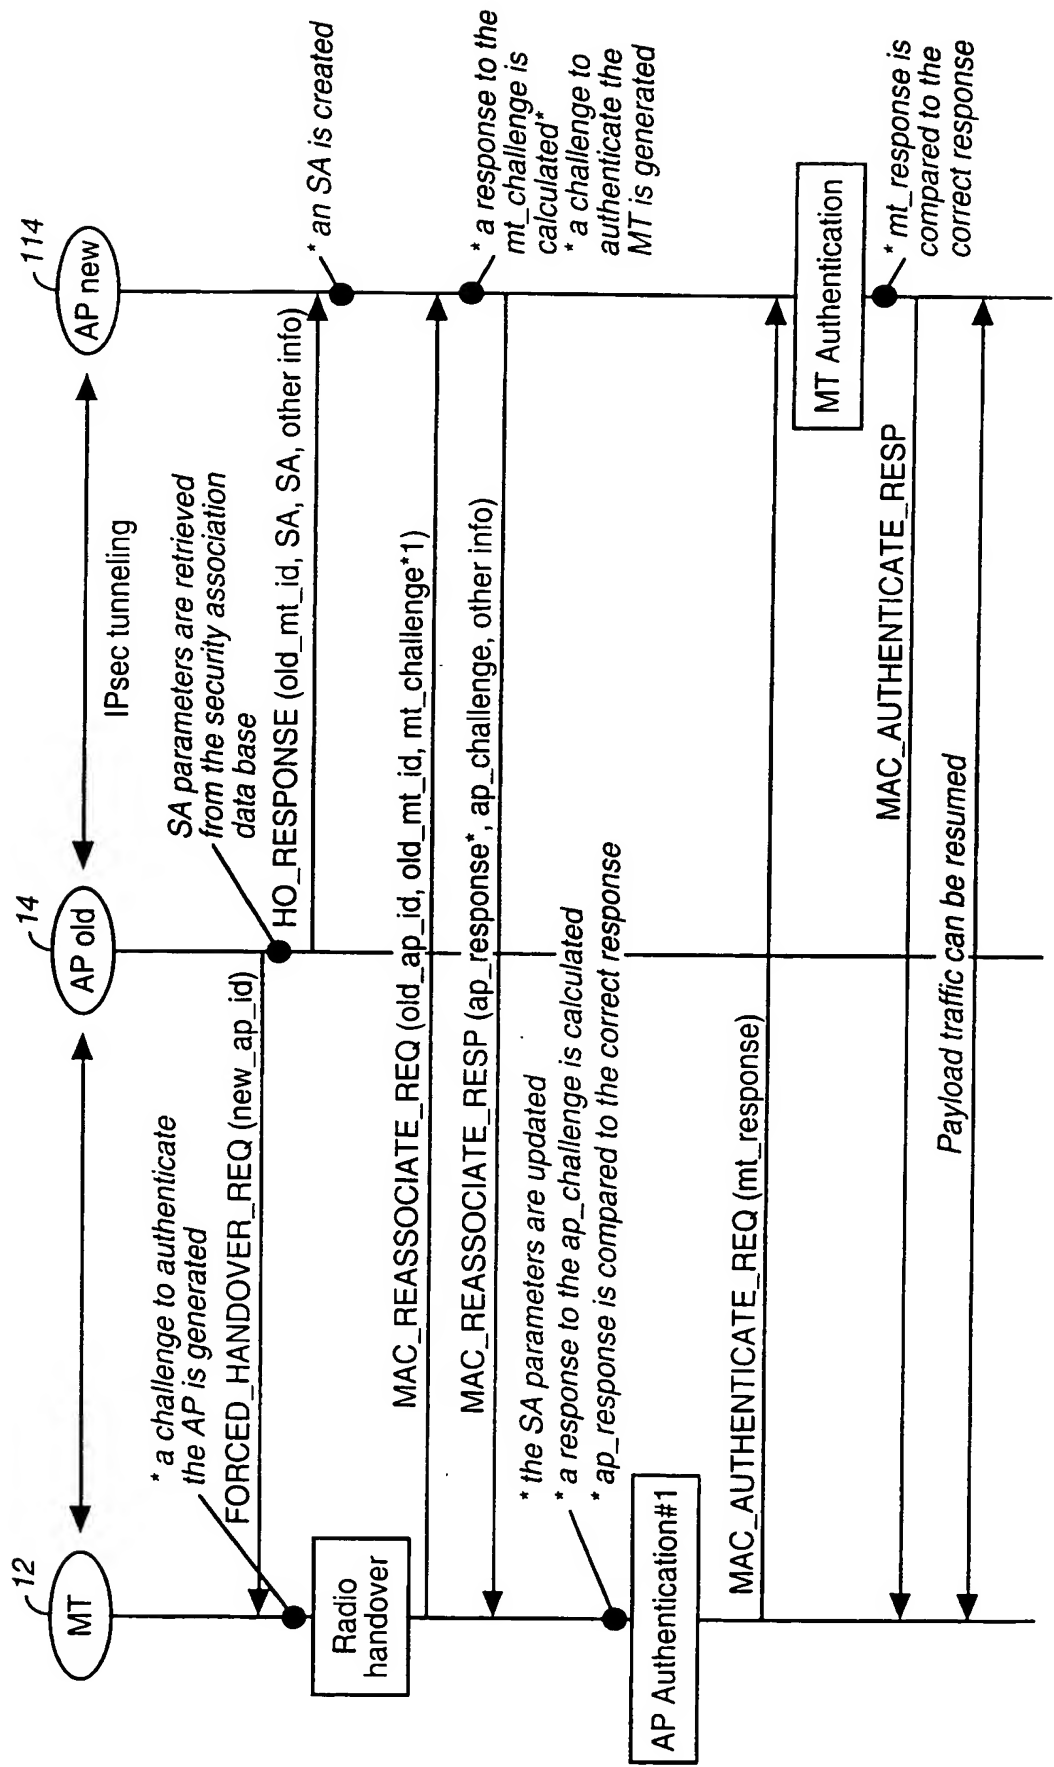 12
MT
14
AP old
114
AP new
IPsec tunneling
* a challenge to authenticate
the AP is generated
FORCED_HANDOVER_REQ (new_ap_id)
SA parameters are retrieved
from the security association
data base
HO_RESPONSE (old_mt_id, SA, SA, other info)
* an SA is created
Radio
handover
MAC_REASSOCIATE_REQ (old_ap_id, old_mt_id, mt_challenge*1)
* a response to the
mt_challenge is
calculated*
* a challenge to
authenticate the
MT is generated
MAC_REASSOCIATE_RESP (ap_response*, ap_challenge, other info)
* the SA parameters are updated
* a response to the ap_challenge is calculated
* ap_response is compared to the correct response
AP Authentication#1
MAC_AUTHENTICATE_REQ (mt_response)
MT Authentication
* mt_response is
compared to the
correct response
MAC_AUTHENTICATE_RESP
Payload traffic can be resumed